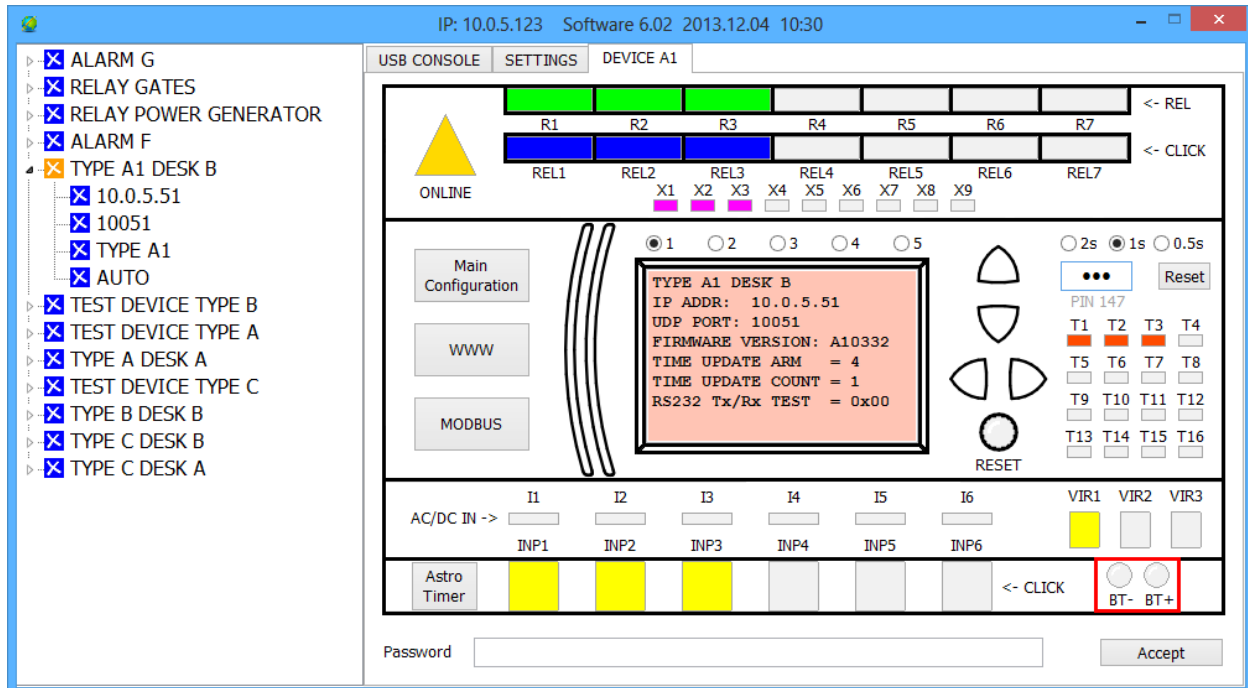 IP: 10.0.5.123 Software 6.02 2013.12.04 10:30
ALARM G
RELAY GATES
RELAY POWER GENERATOR
ALARM F
TYPE A1 DESK B
10.0.5.51
10051
TYPE A1
AUTO
TEST DEVICE TYPE B
TEST DEVICE TYPE A
TYPE A DESK A
TEST DEVICE TYPE C
TYPE B DESK B
TYPE C DESK B
TYPE C DESK A
USB CONSOLE SETTINGS DEVICE A1
<- REL
R1 R2 R3 R4 R5 R6 R7
<- CLICK
REL1 REL2 REL3 REL4 REL5 REL6 REL7
ONLINE
X1 X2 X3 X4 X5 X6 X7 X8 X9
Main
Configuration
WWW
MODBUS
1 2 3 4 5
TYPE A1 DESK B
IP ADDR: 10.0.5.51
UDP PORT: 10051
FIRMWARE VERSION: A10332
TIME UPDATE ARM = 4
TIME UPDATE COUNT = 1
RS232 Tx/Rx TEST = 0x00
RESET
2s 1s 0.5s
Reset
PIN 147
T1 T2 T3 T4
T5 T6 T7 T8
T9 T10 T11 T12
T13 T14 T15 T16
I1 I2 I3 I4 I5 I6
AC/DC IN ->
INP1 INP2 INP3 INP4 INP5 INP6
VIR1 VIR2 VIR3
Astro
Timer
<- CLICK
BT- BT+
Password
Accept